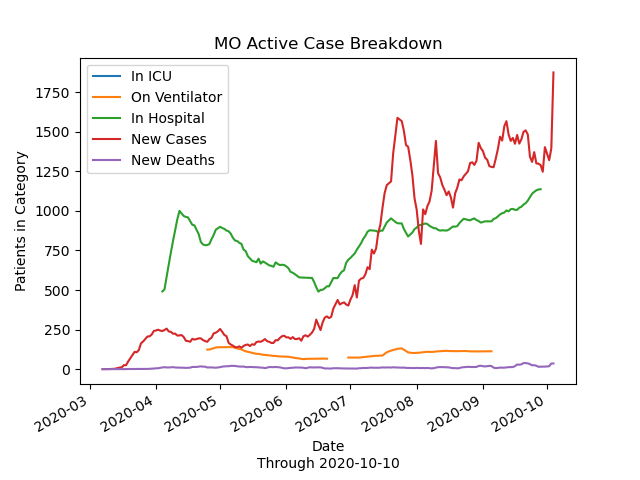 MO Active Case Breakdown
In ICU
On Ventilator
In Hospital
New Cases
New Deaths
Patients in Category
1750
1500
1250
1000
750
500
250
0
2020-03
2020-04
2020-05
2020-06
2020-07
2020-08
2020-09
2020-10
Date
Through 2020-10-10